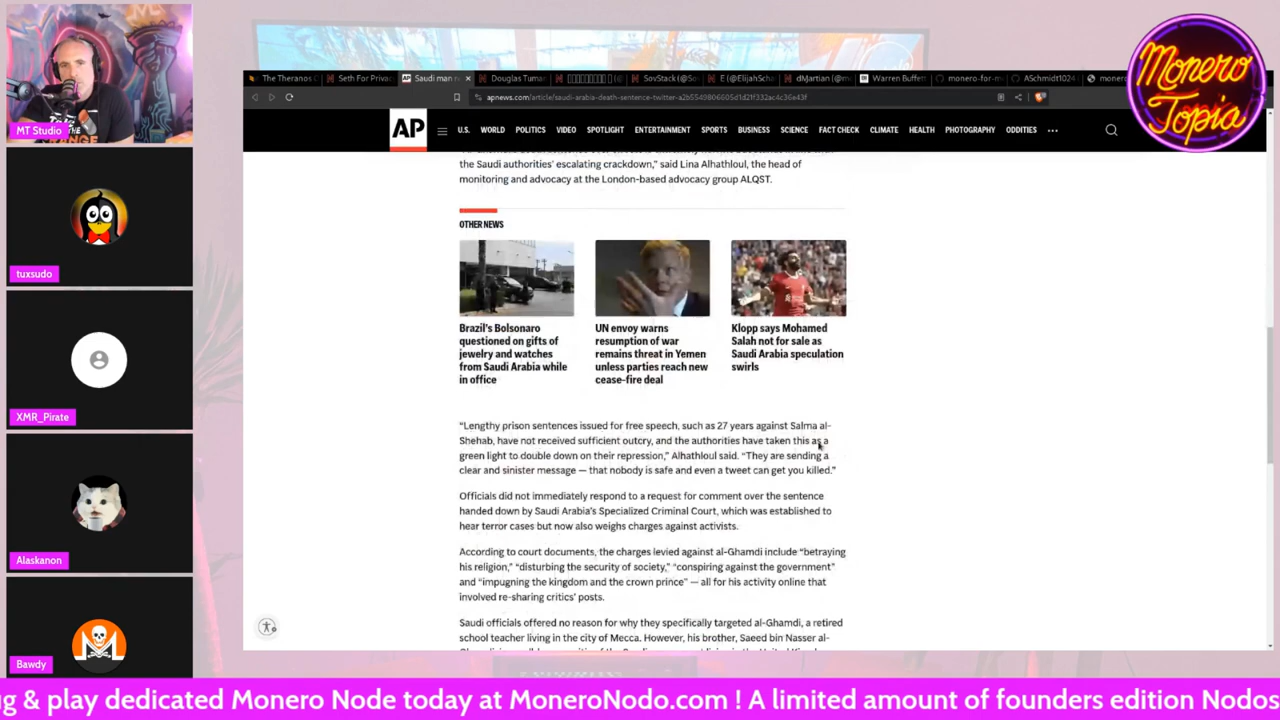 The Theranos
Seth For Priva
Saudi man
Douglas Tuma
SovStack (@So
E (@ElijahScha
dMartian (@m
Warren Buffet
monero-for-m
ASchmidt1024
moner
apnews.com/article/saudi-arabia-death-sentence-twitter-a2b5549806605d1d21f332ac4c36e43f
Monero
Topia
AP
U.S. WORLD POLITICS VIDEO SPOTLIGHT ENTERTAINMENT SPORTS BUSINESS SCIENCE FACT CHECK CLIMATE HEALTH PHOTOGRAPHY ODDITIES
MT Studio
the Saudi authorities' escalating crackdown,” said Lina Alhathloul, the head of
monitoring and advocacy at the London-based advocacy group ALQST.
OTHER NEWS
Brazil's Bolsonaro
questioned on gifts of
jewelry and watches
from Saudi Arabia while
in office
UN envoy warns
resumption of war
remains threat in Yemen
unless parties reach new
cease-fire deal
Klopp says Mohamed
Salah not for sale as
Saudi Arabia speculation
swirls
“Lengthy prison sentences issued for free speech, such as 27 years against Salma al-
Shehab, have not received sufficient outcry, and the authorities have taken this as a
green light to double down on their repression,” Alhathloul said. “They are sending a
clear and sinister message — that nobody is safe and even a tweet can get you killed.”
Officials did not immediately respond to a request for comment over the sentence
handed down by Saudi Arabia's Specialized Criminal Court, which was established to
hear terror cases but now also weighs charges against activists.
According to court documents, the charges levied against al-Ghamdi include “betraying
his religion,” “disturbing the security of society,” “conspiring against the government”
and “impugning the kingdom and the crown prince” — all for his activity online that
involved re-sharing critics' posts.
Saudi officials offered no reason for why they specifically targeted al-Ghamdi, a retired
school teacher living in the city of Mecca. However, his brother, Saeed bin Nasser al-
tuxsudo
XMR_Pirate
Alaskanon
Bawdy
ug & play dedicated Monero Node today at MoneroNodo.com ! A limited amount of founders edition Nodos